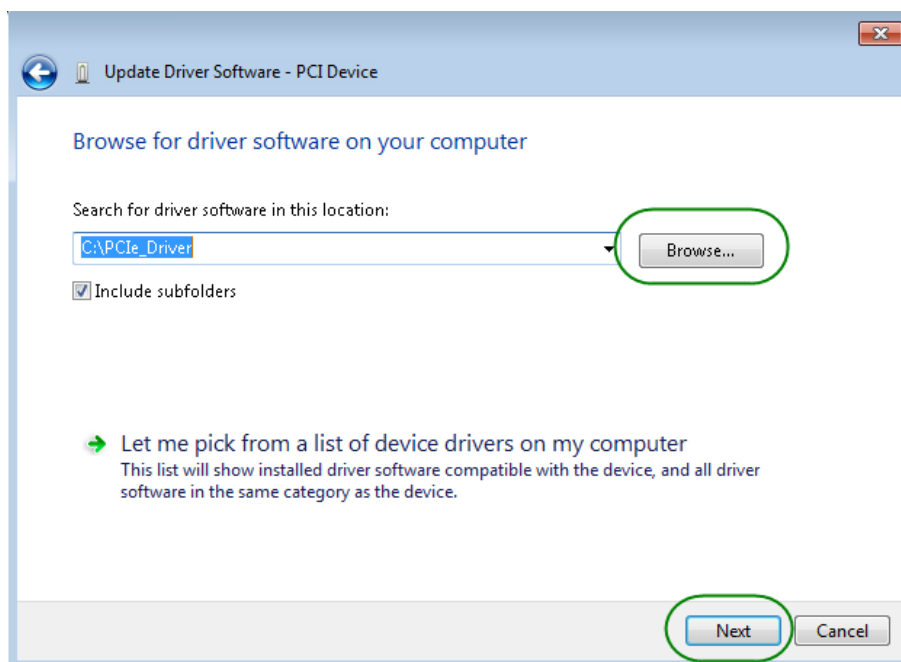 Update Driver Software - PCI Device
Browse for driver software on your computer
Search for driver software in this location:
C:\PCIe_Driver
Browse...
Include subfolders
Let me pick from a list of device drivers on my computer
This list will show installed driver software compatible with the device, and all driver
software in the same category as the device.
Next
Cancel